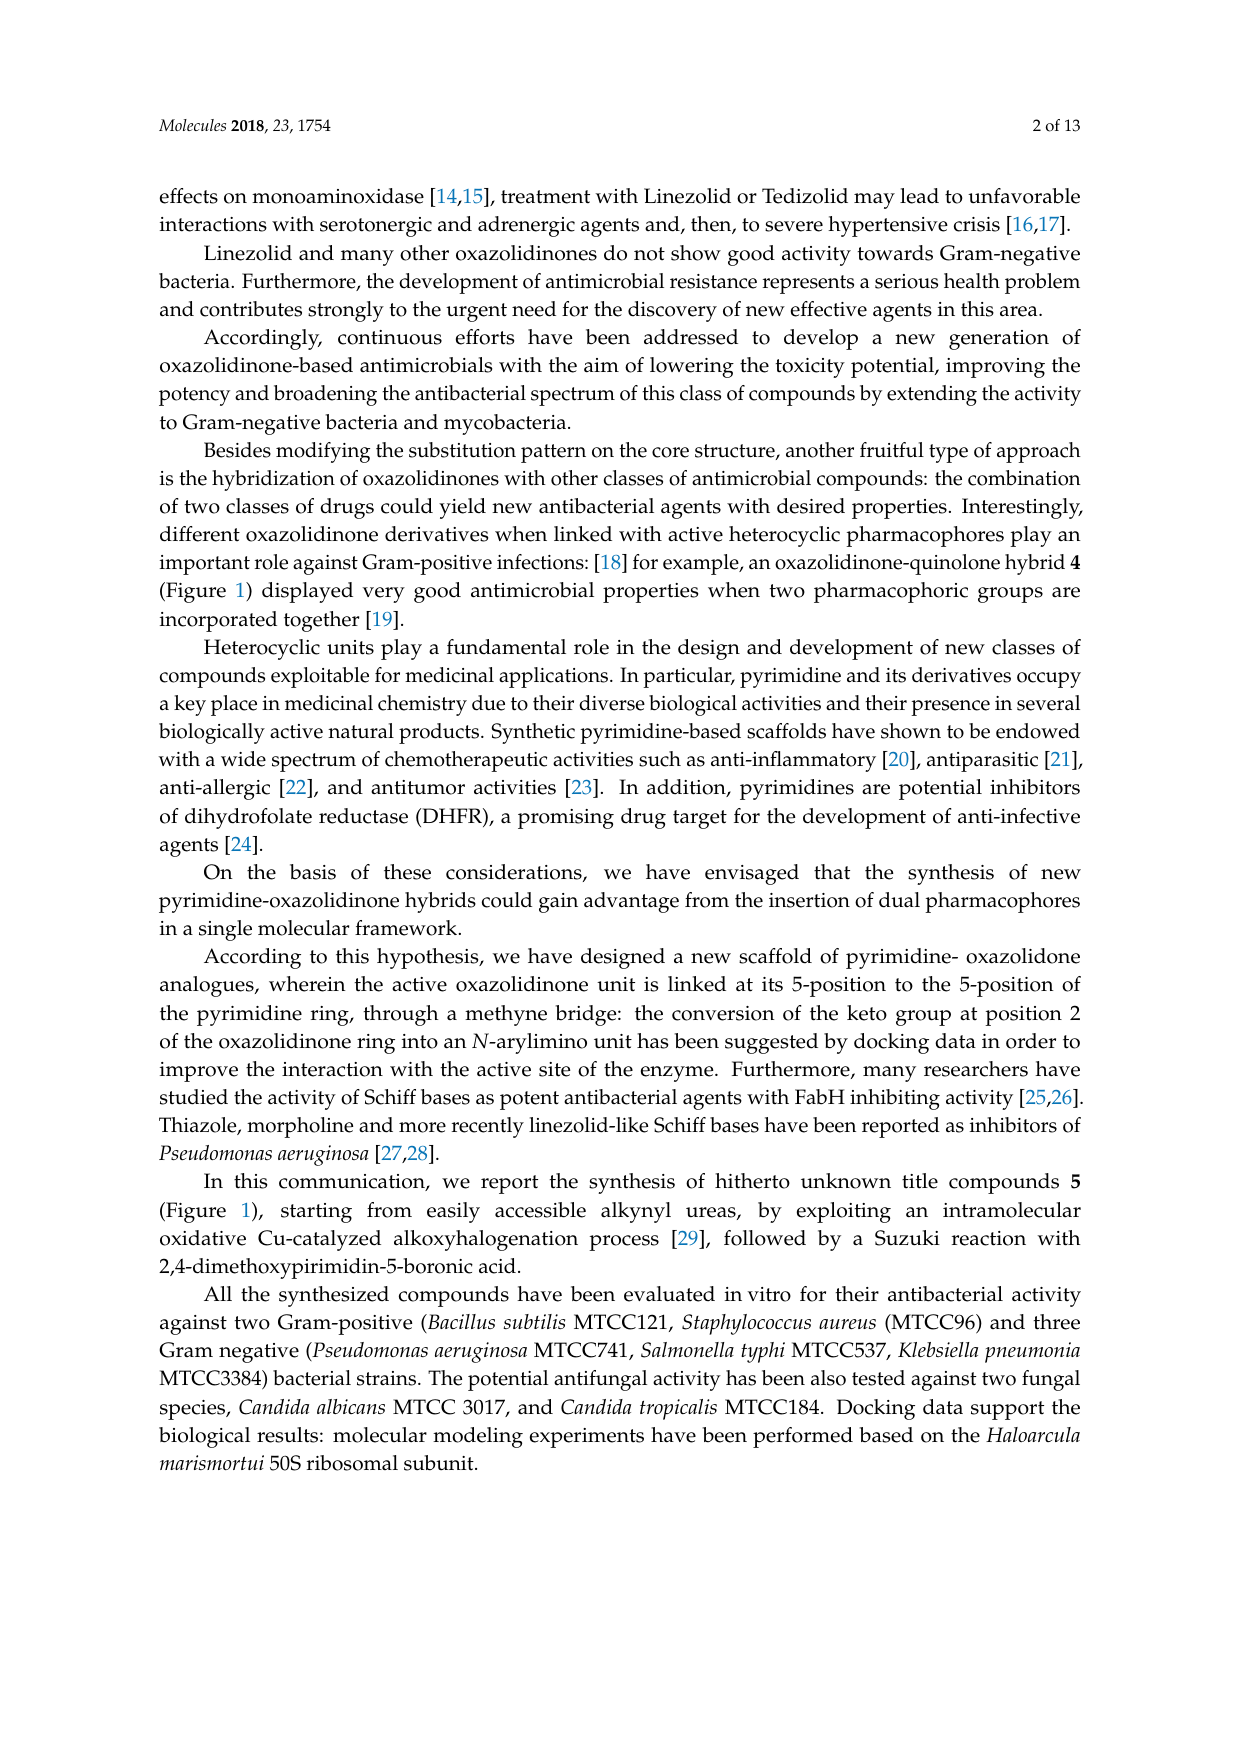 Molecules 2018, 23, 1754 2 of 13
effects on monoaminoxidase [14,15], treatment with Linezolid or Tedizolid may lead to unfavorable
interactions with serotonergic and adrenergic agents and, then, to severe hypertensive crisis [16,17].
Linezolid and many other oxazolidinones do not show good activity towards Gram-negative
bacteria. Furthermore, the development of antimicrobial resistance represents a serious health problem
and contributes strongly to the urgent need for the discovery of new effective agents in this area.
Accordingly, continuous efforts have been addressed to develop a new generation of
oxazolidinone-based antimicrobials with the aim of lowering the toxicity potential, improving the
potency and broadening the antibacterial spectrum of this class of compounds by extending the activity
to Gram-negative bacteria and mycobacteria.
Besides modifying the substitution pattern on the core structure, another fruitful type of approach
is the hybridization of oxazolidinones with other classes of antimicrobial compounds: the combination
of two classes of drugs could yield new antibacterial agents with desired properties. Interestingly,
different oxazolidinone derivatives when linked with active heterocyclic pharmacophores play an
important role against Gram-positive infections: [18] for example, an oxazolidinone-quinolone hybrid 4
(Figure 1) displayed very good antimicrobial properties when two pharmacophoric groups are
incorporated together [19].
Heterocyclic units play a fundamental role in the design and development of new classes of
compounds exploitable for medicinal applications. In particular, pyrimidine and its derivatives occupy
a key place in medicinal chemistry due to their diverse biological activities and their presence in several
biologically active natural products. Synthetic pyrimidine-based scaffolds have shown to be endowed
with a wide spectrum of chemotherapeutic activities such as anti-inflammatory [20], antiparasitic [21],
anti-allergic [22], and antitumor activities [23]. In addition, pyrimidines are potential inhibitors
of dihydrofolate reductase (DHFR), a promising drug target for the development of anti-infective
agents [24].
On the basis of these considerations, we have envisaged that the synthesis of new
pyrimidine-oxazolidinone hybrids could gain advantage from the insertion of dual pharmacophores
in a single molecular framework.
According to this hypothesis, we have designed a new scaffold of pyrimidine- oxazolidone
analogues, wherein the active oxazolidinone unit is linked at its 5-position to the 5-position of
the pyrimidine ring, through a methyne bridge: the conversion of the keto group at position 2
of the oxazolidinone ring into an N-arylimino unit has been suggested by docking data in order to
improve the interaction with the active site of the enzyme. Furthermore, many researchers have
studied the activity of Schiff bases as potent antibacterial agents with FabH inhibiting activity [25,26].
Thiazole, morpholine and more recently linezolid-like Schiff bases have been reported as inhibitors of
Pseudomonas aeruginosa [27,28].
In this communication, we report the synthesis of hitherto unknown title compounds 5
(Figure 1), starting from easily accessible alkynyl ureas, by exploiting an intramolecular
oxidative Cu-catalyzed alkoxyhalogenation process [29], followed by a Suzuki reaction with
2,4-dimethoxypirimidin-5-boronic acid.
All the synthesized compounds have been evaluated in vitro for their antibacterial activity
against two Gram-positive (Bacillus subtilis MTCC121, Staphylococcus aureus (MTCC96) and three
Gram negative (Pseudomonas aeruginosa MTCC741, Salmonella typhi MTCC537, Klebsiella pneumonia
MTCC3384) bacterial strains. The potential antifungal activity has been also tested against two fungal
species, Candida albicans MTCC 3017, and Candida tropicalis MTCC184. Docking data support the
biological results: molecular modeling experiments have been performed based on the Haloarcula
marismortui 50S ribosomal subunit.